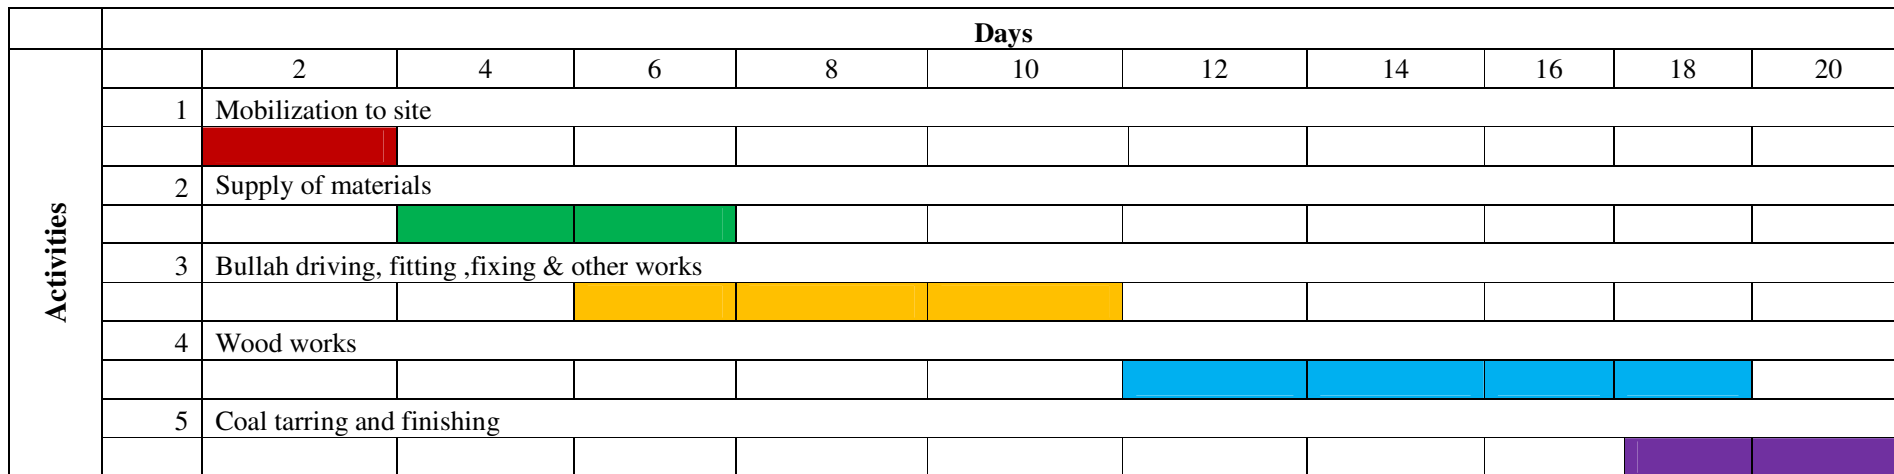 Days
2 4 6 8 10 12 14 16 18 20
Activities
1 Mobilization to site
2 Supply of materials
3 Bullah driving, fitting ,fixing & other works
4 Wood works
5 Coal tarring and finishing